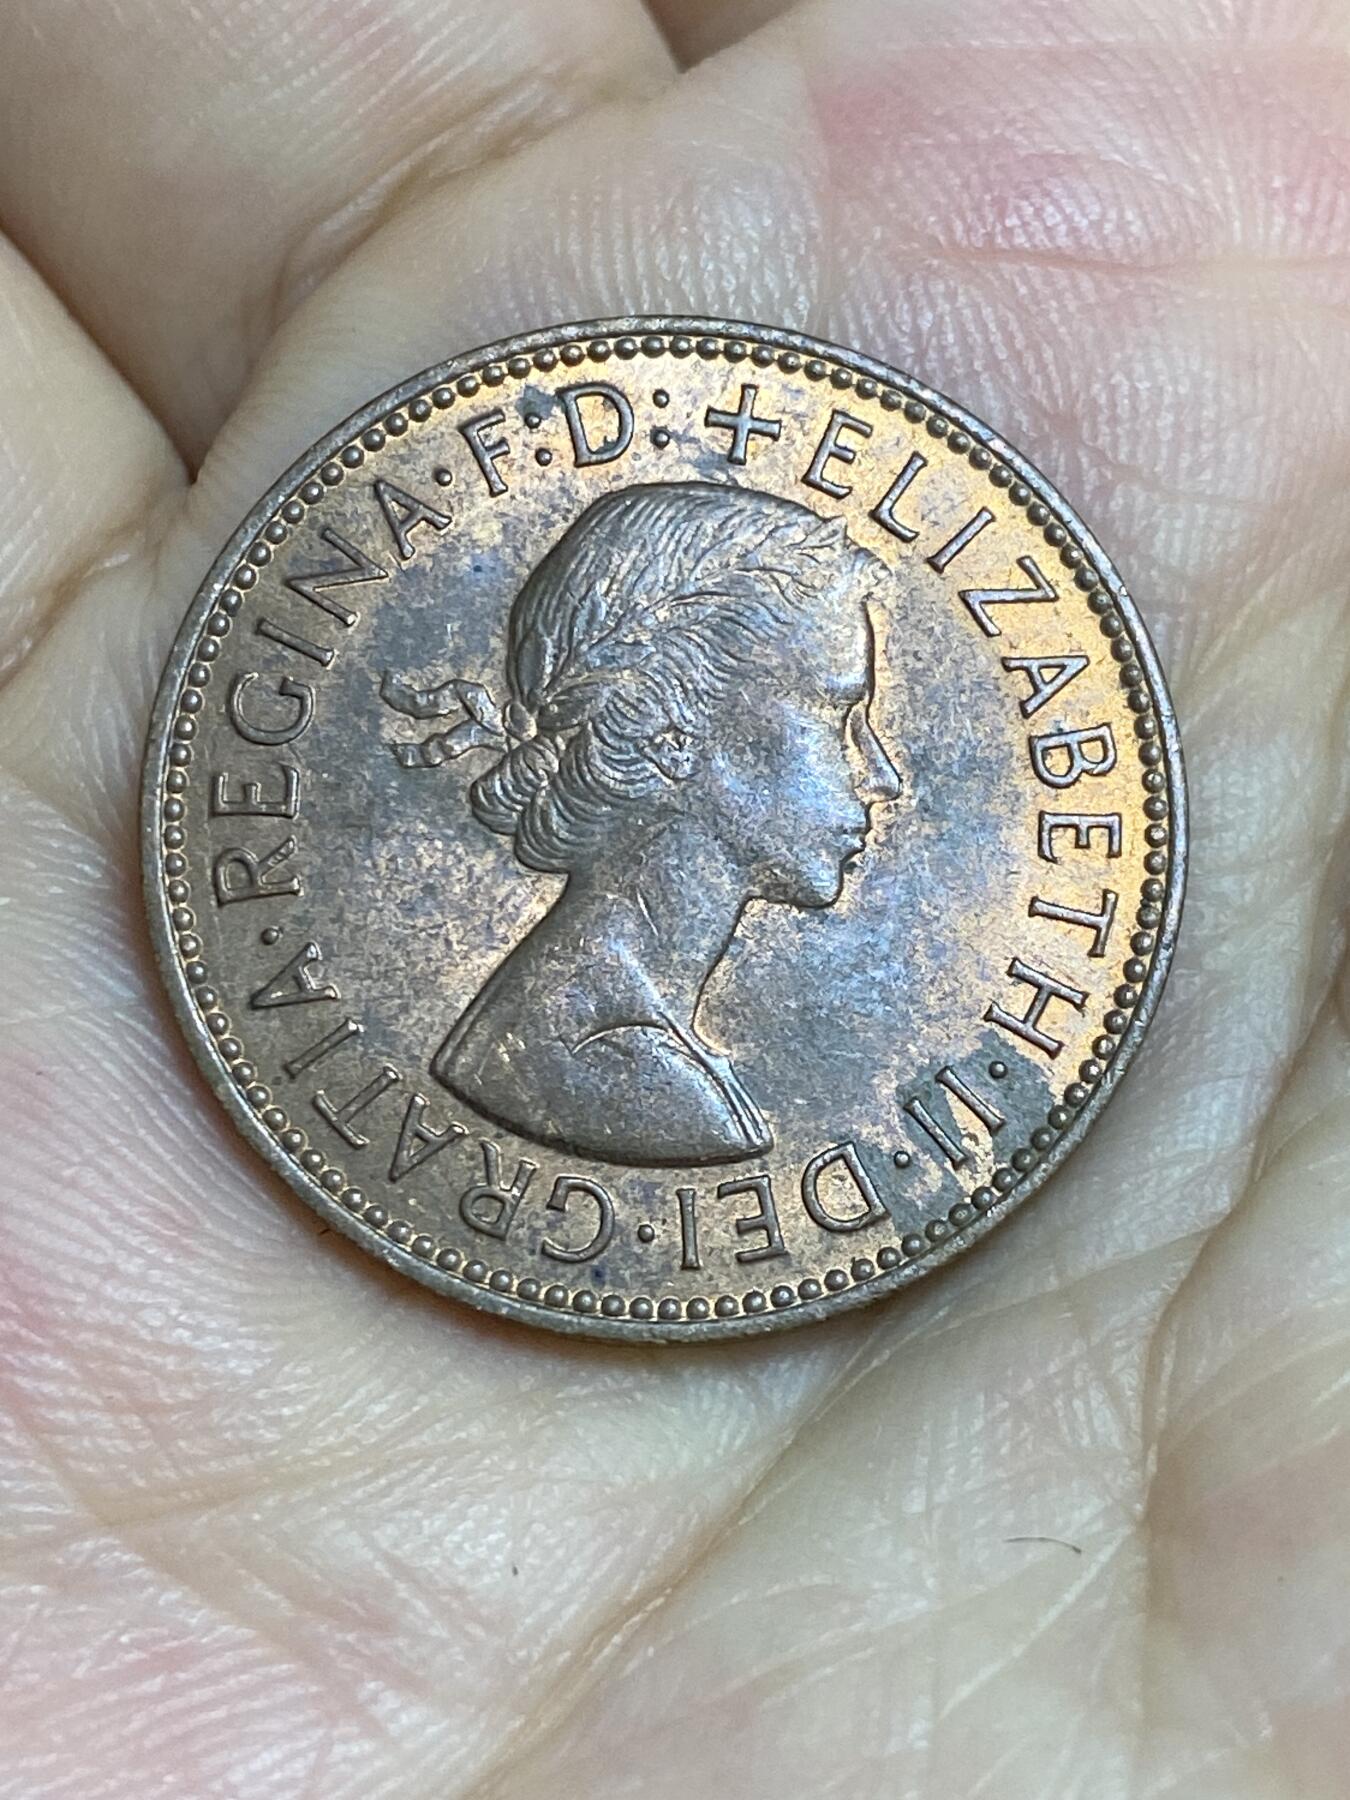 + ELIZABETH · II · DEI · GRATIA · REGINA · F: D: